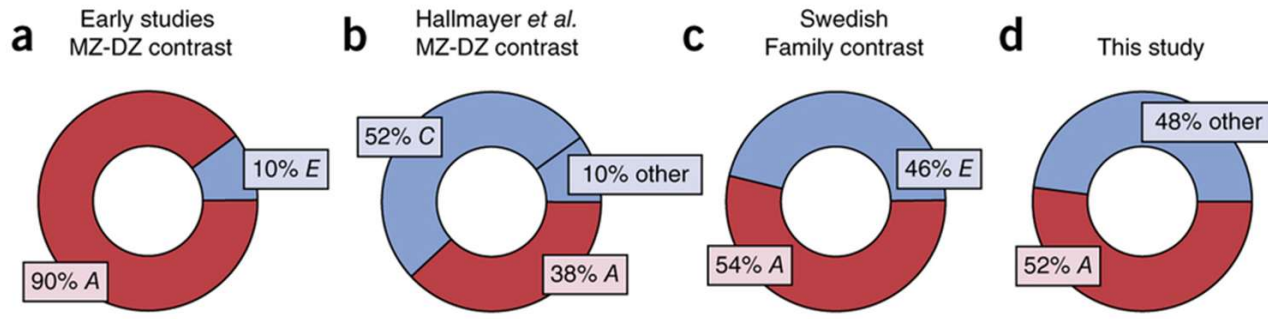 a
Early studies
MZ-DZ contrast
90% A
10% E
b
Hallmayer et al.
MZ-DZ contrast
52% C
10% other
38% A
c
Swedish
Family contrast
46% E
54% A
d
This study
48% other
52% A